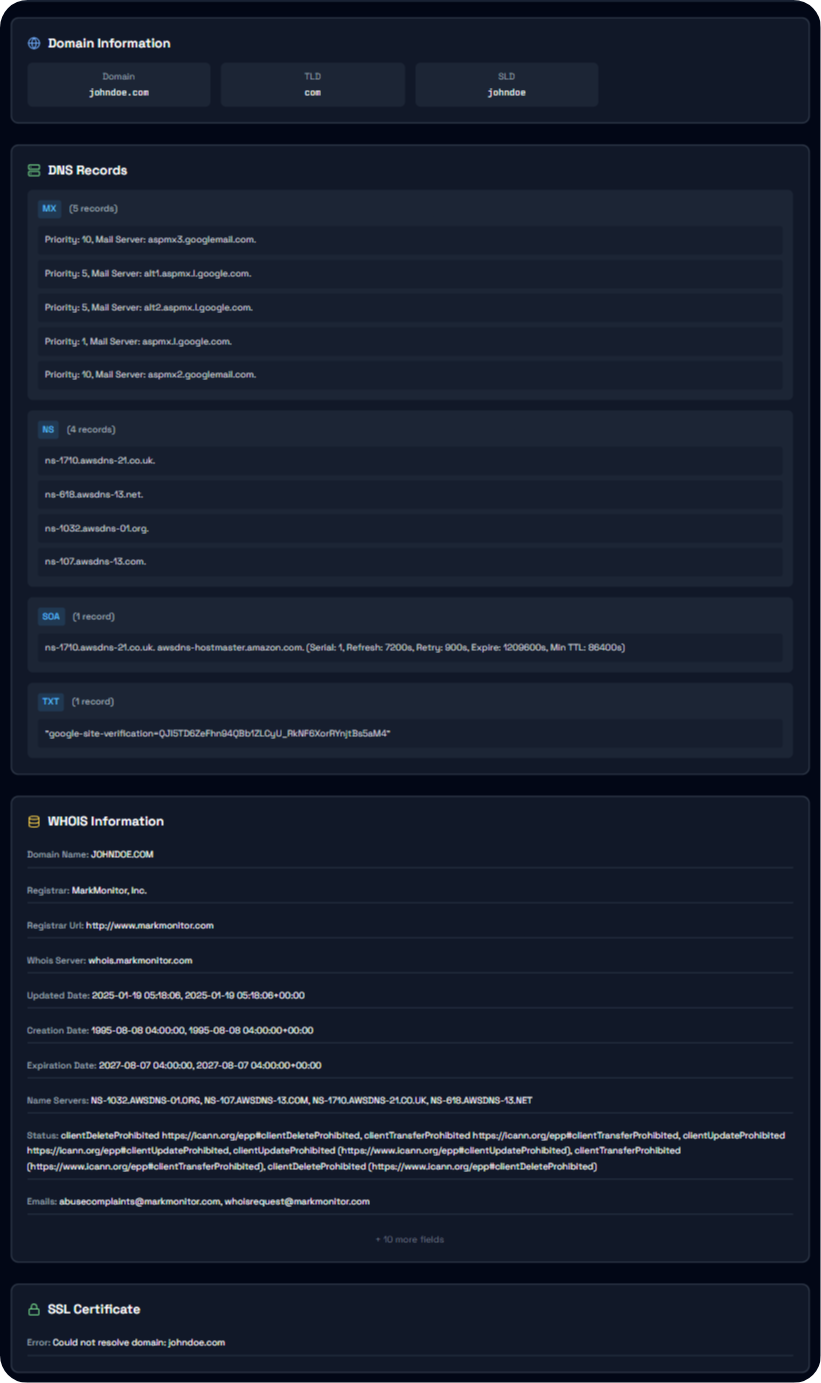 Domain Information
Domain
johndoe.com
TLD
com
SLD
johndoe
DNS Records
MX (5 records)
Priority: 10, Mail Server: aspmx3.googlemail.com.
Priority: 5, Mail Server: alt1.aspmx.l.google.com.
Priority: 5, Mail Server: alt2.aspmx.l.google.com.
Priority: 1, Mail Server: aspmx.l.google.com.
Priority: 10, Mail Server: aspmx2.googlemail.com.
NS (4 records)
ns-1710.awsdns-21.co.uk.
ns-618.awsdns-13.net.
ns-1032.awsdns-01.org.
ns-107.awsdns-13.com.
SOA (1 record)
ns-1710.awsdns-21.co.uk. awsdns-hostmaster.amazon.com. (Serial: 1, Refresh: 7200s, Retry: 900s, Expire: 1209600s, Min TTL: 86400s)
TXT (1 record)
"google-site-verification=QJI5TD6ZeFhn94QBb1ZLCyU_RkNF6XorRYnjtBs5aM4"
WHOIS Information
Domain Name: JOHNDOE.COM
Registrar: MarkMonitor, Inc.
Registrar Url: http://www.markmonitor.com
Whois Server: whois.markmonitor.com
Updated Date: 2025-01-19 05:18:06, 2025-01-19 05:18:06+00:00
Creation Date: 1995-08-08 04:00:00, 1995-08-08 04:00:00+00:00
Expiration Date: 2027-08-07 04:00:00, 2027-08-07 04:00:00+00:00
Name Servers: NS-1032.AWSDNS-01.ORG, NS-107.AWSDNS-13.COM, NS-1710.AWSDNS-21.CO.UK, NS-618.AWSDNS-13.NET
Status: clientDeleteProhibited https://icann.org/epp#clientDeleteProhibited, clientTransferProhibited https://icann.org/epp#clientTransferProhibited, clientUpdateProhibited
https://icann.org/epp#clientUpdateProhibited, clientUpdateProhibited (https://www.icann.org/epp#clientUpdateProhibited), clientTransferProhibited
(https://www.icann.org/epp#clientTransferProhibited), clientDeleteProhibited (https://www.icann.org/epp#clientDeleteProhibited)
Emails: abusecomplaints@markmonitor.com, whoisrequest@markmonitor.com
+ 10 more fields
SSL Certificate
Error: Could not resolve domain: johndoe.com